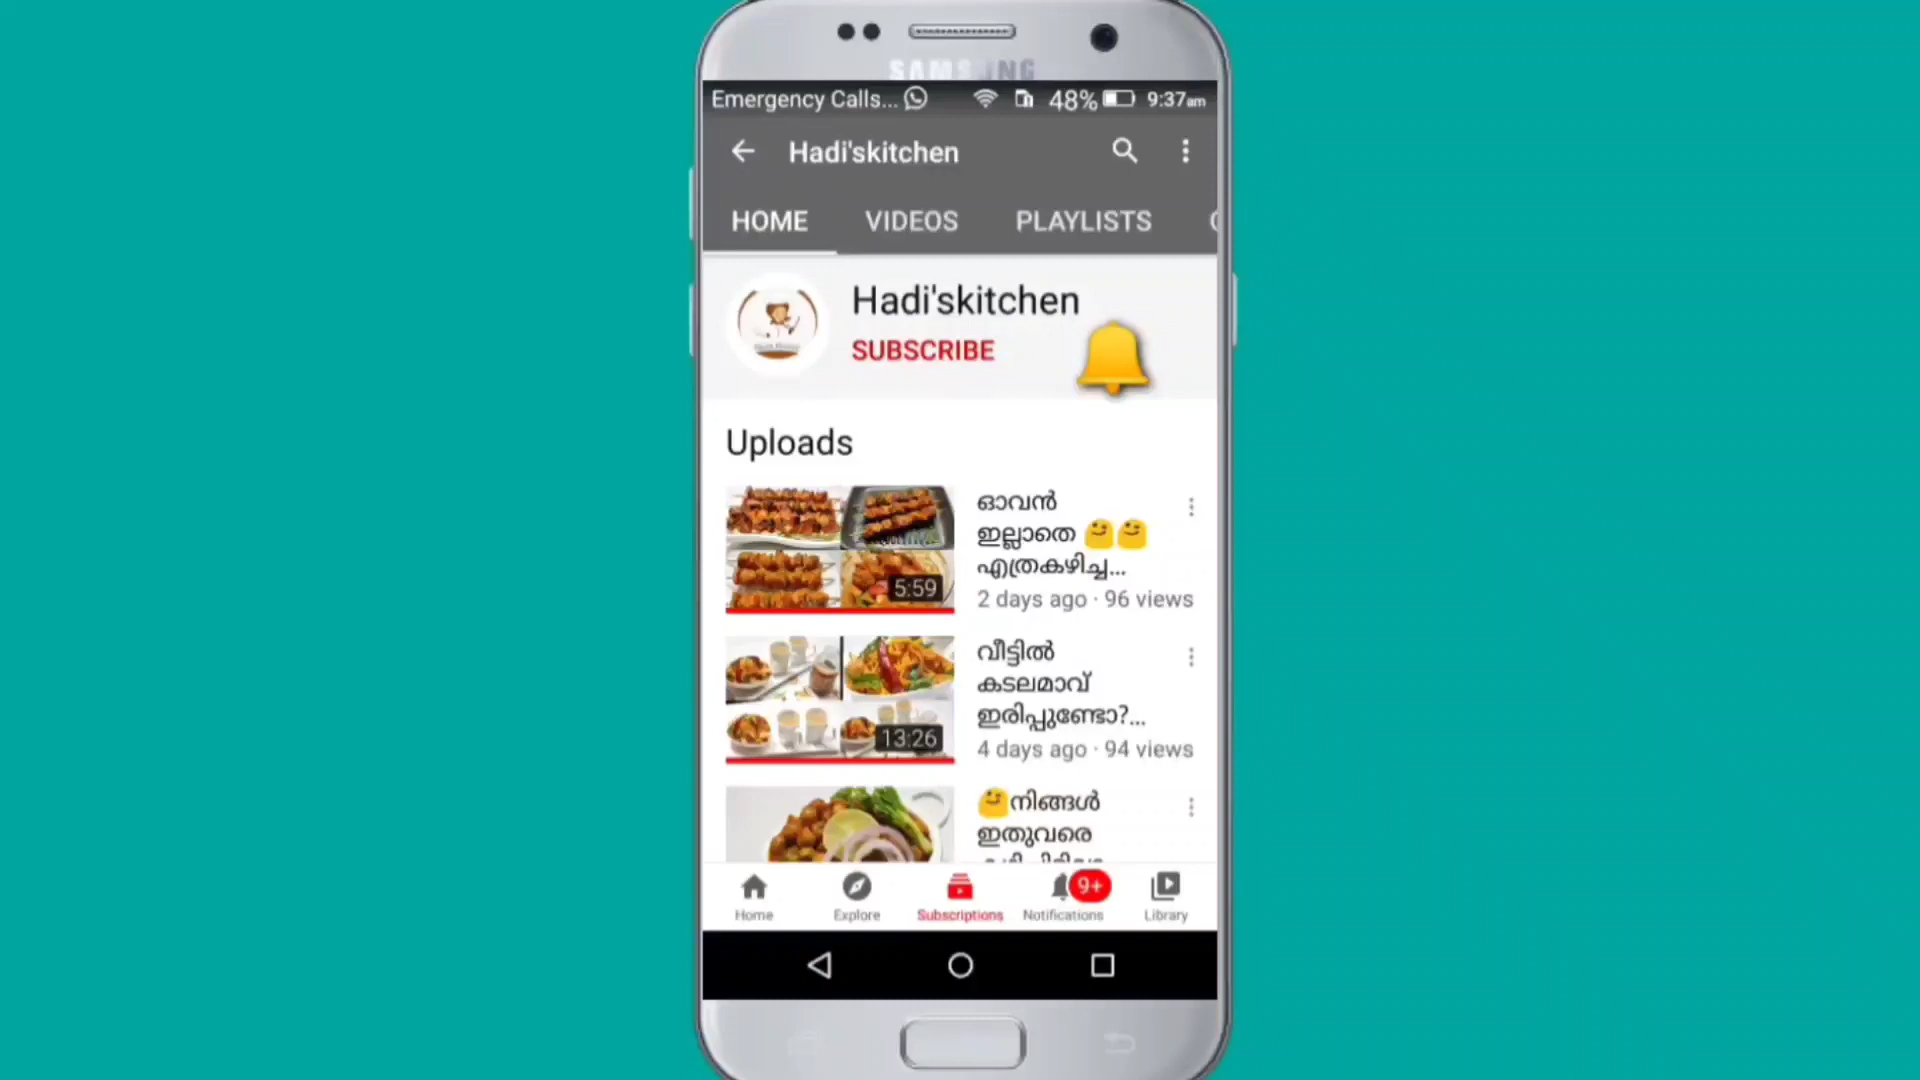 SAMSUNG
Emergency Calls... 48% 9:37am
Hadi'skitchen
HOME VIDEOS PLAYLISTS
Hadi'skitchen
SUBSCRIBE
Uploads
ഓവൻ
ഇല്ലാതെ 😋😋
എത്രകഴിച്ച...
2 days ago · 96 views
5:59
വീട്ടിൽ
കടലമാവ്
ഇരിപ്പുണ്ടോ?...
4 days ago · 94 views
13:26
😋നിങ്ങൾ
ഇതുവരെ
Home Explore Subscriptions Notifications 9+ Library